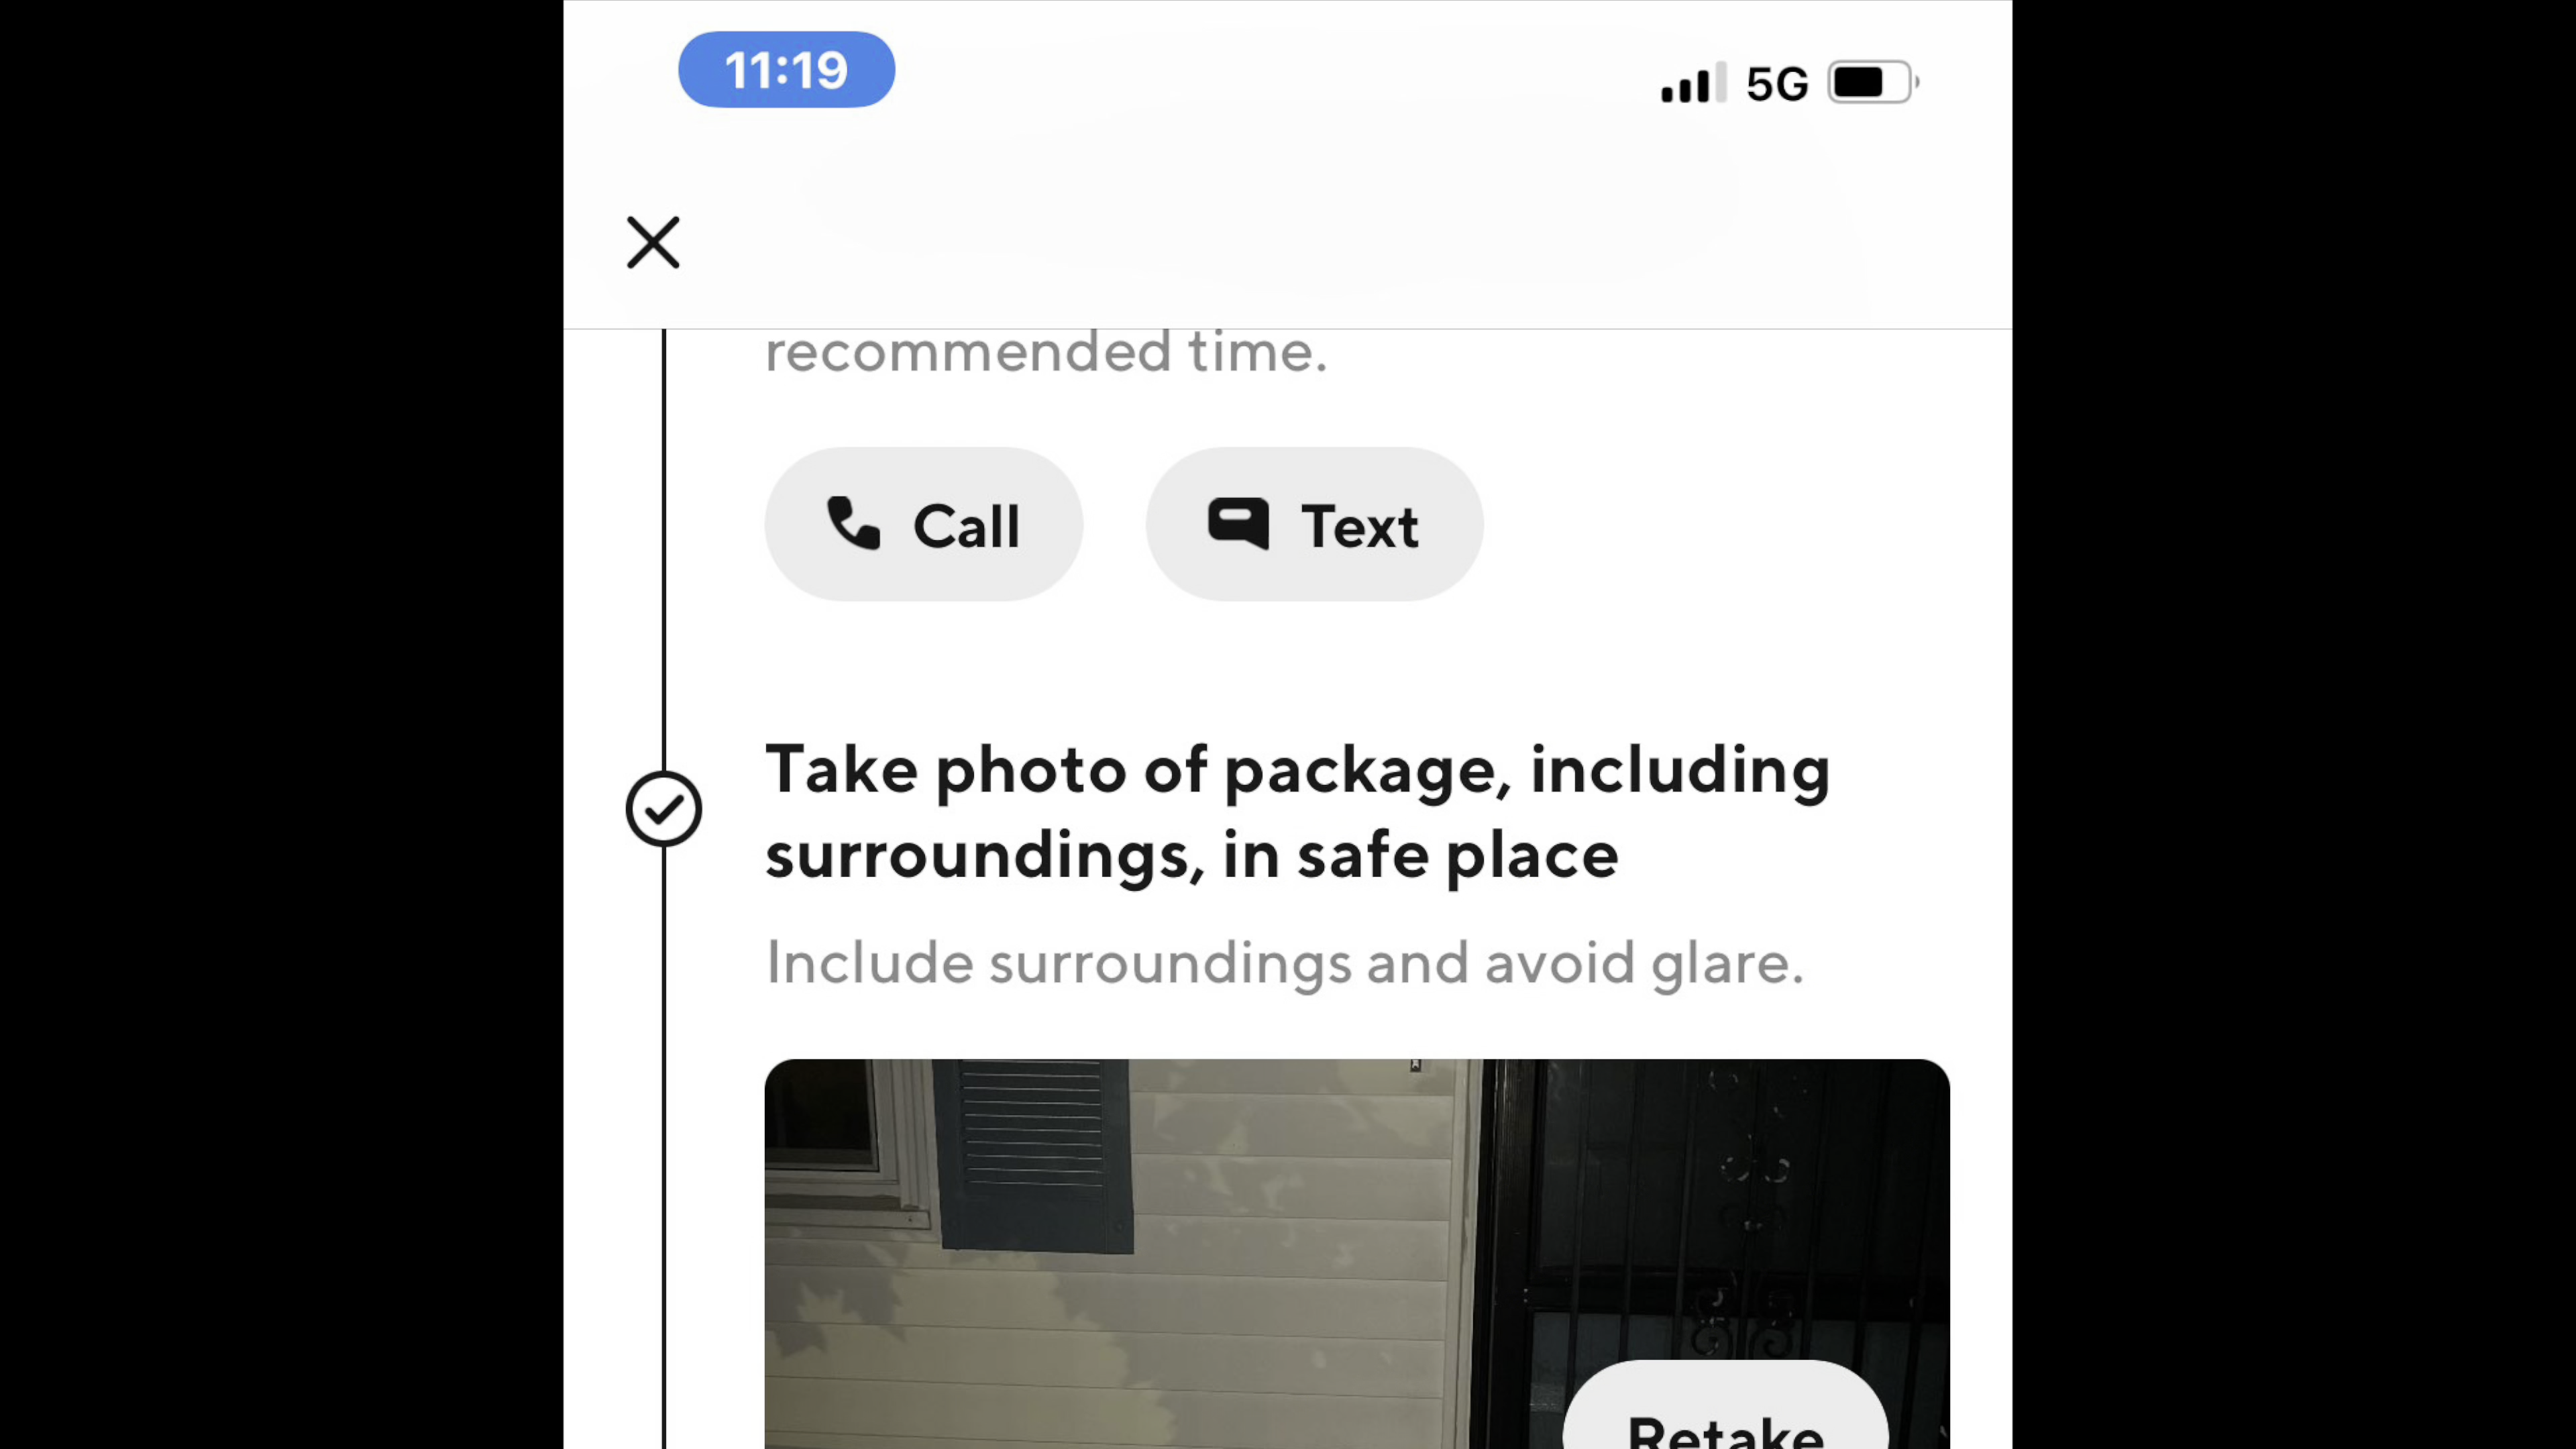 11:19
5G
recommended time.
Call
Text
Take photo of package, including
surroundings, in safe place
Include surroundings and avoid glare.
Retake